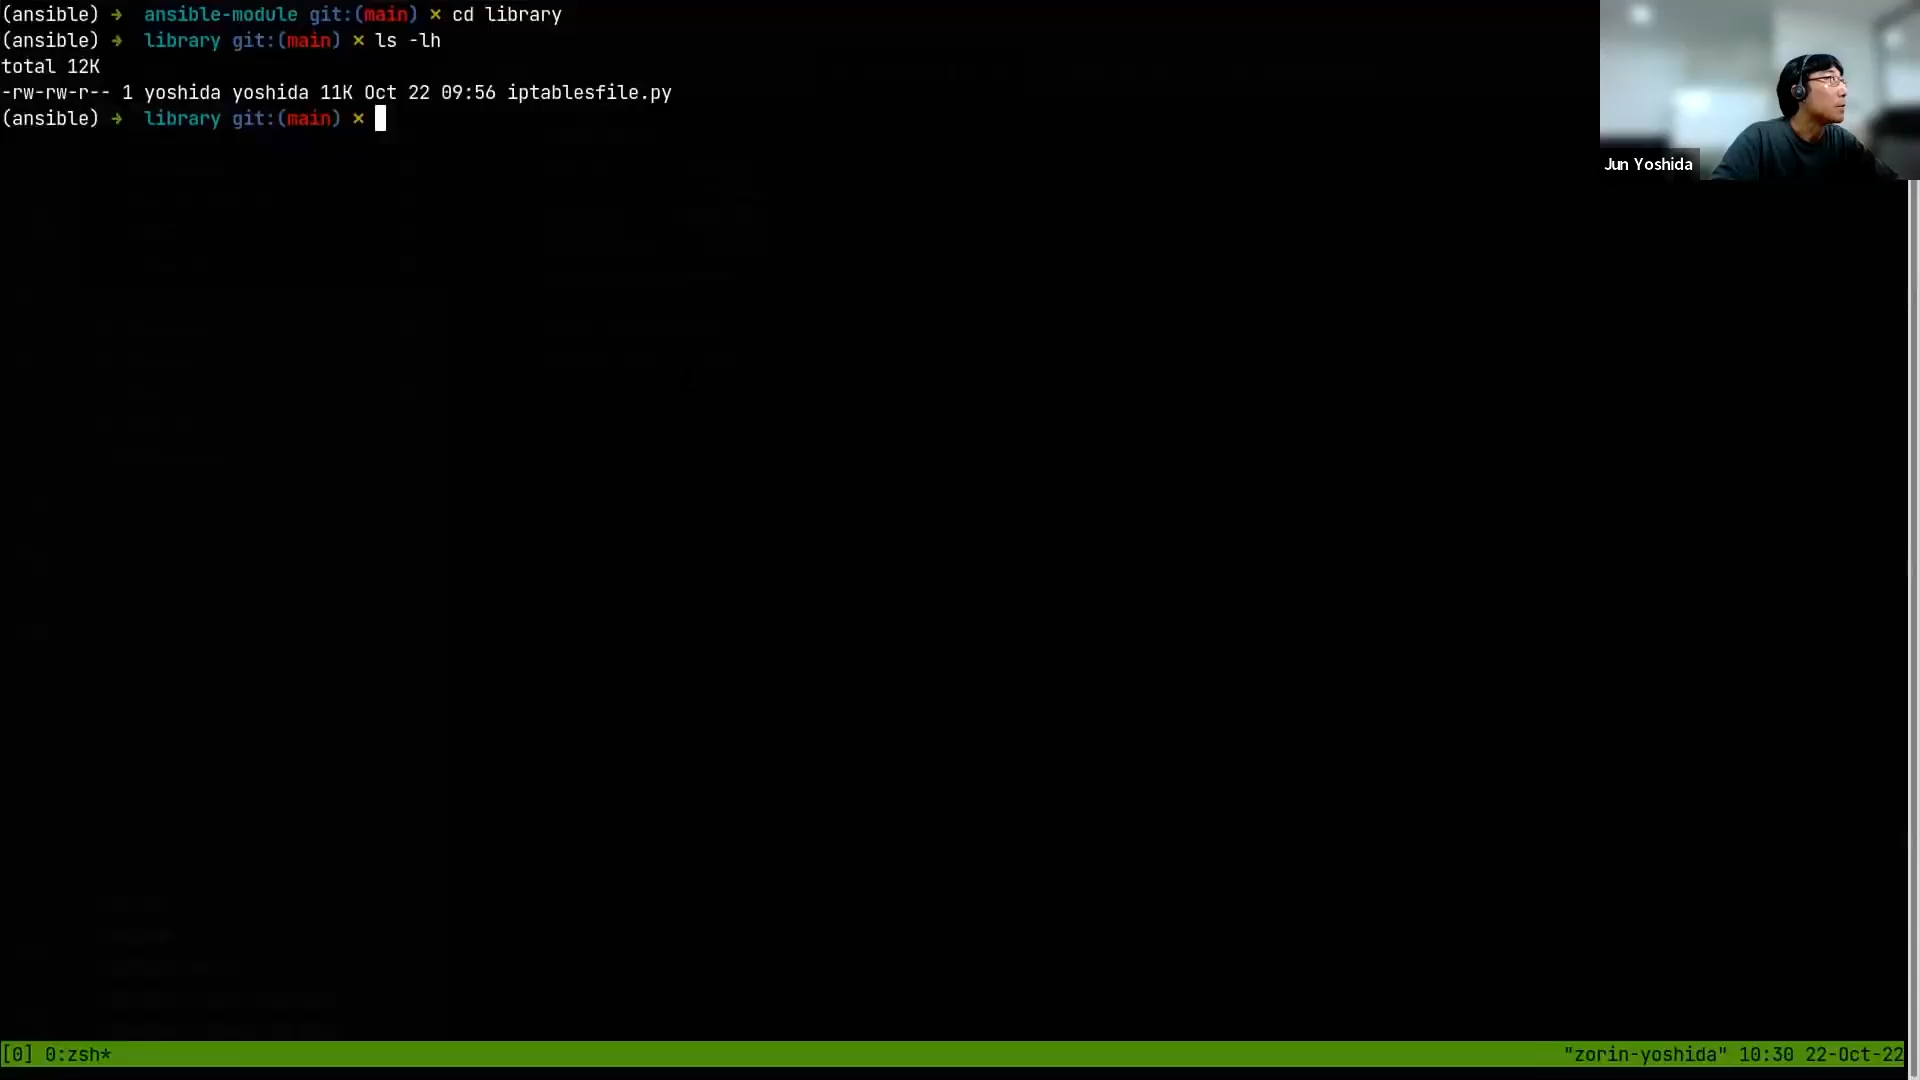 (ansible) → ansible-module git:(main) × cd library
(ansible) → library git:(main) × ls -lh
total 12K
-rw-rw-r-- 1 yoshida yoshida 11K Oct 22 09:56 iptablesfile.py
(ansible) → library git:(main) ×
Jun Yoshida
[0] 0:zsh*
"zorin-yoshida" 10:30 22-Oct-22